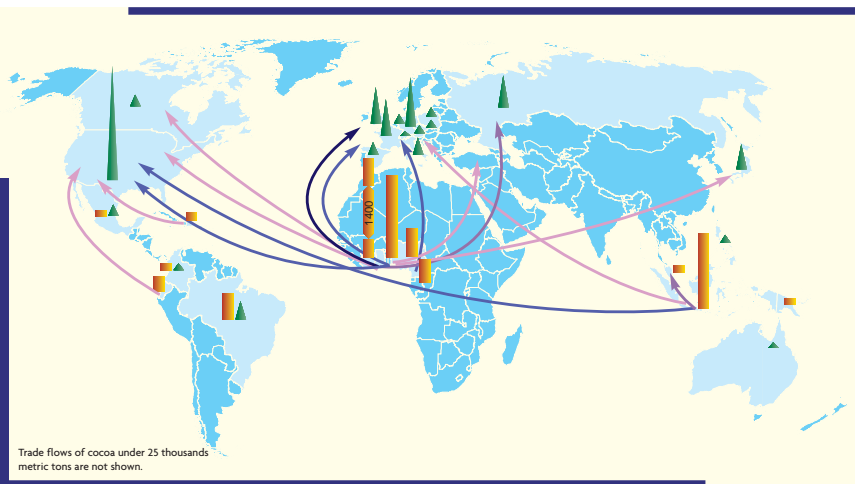 1400
Trade flows of cocoa under 25 thousands
metric tons are not shown.